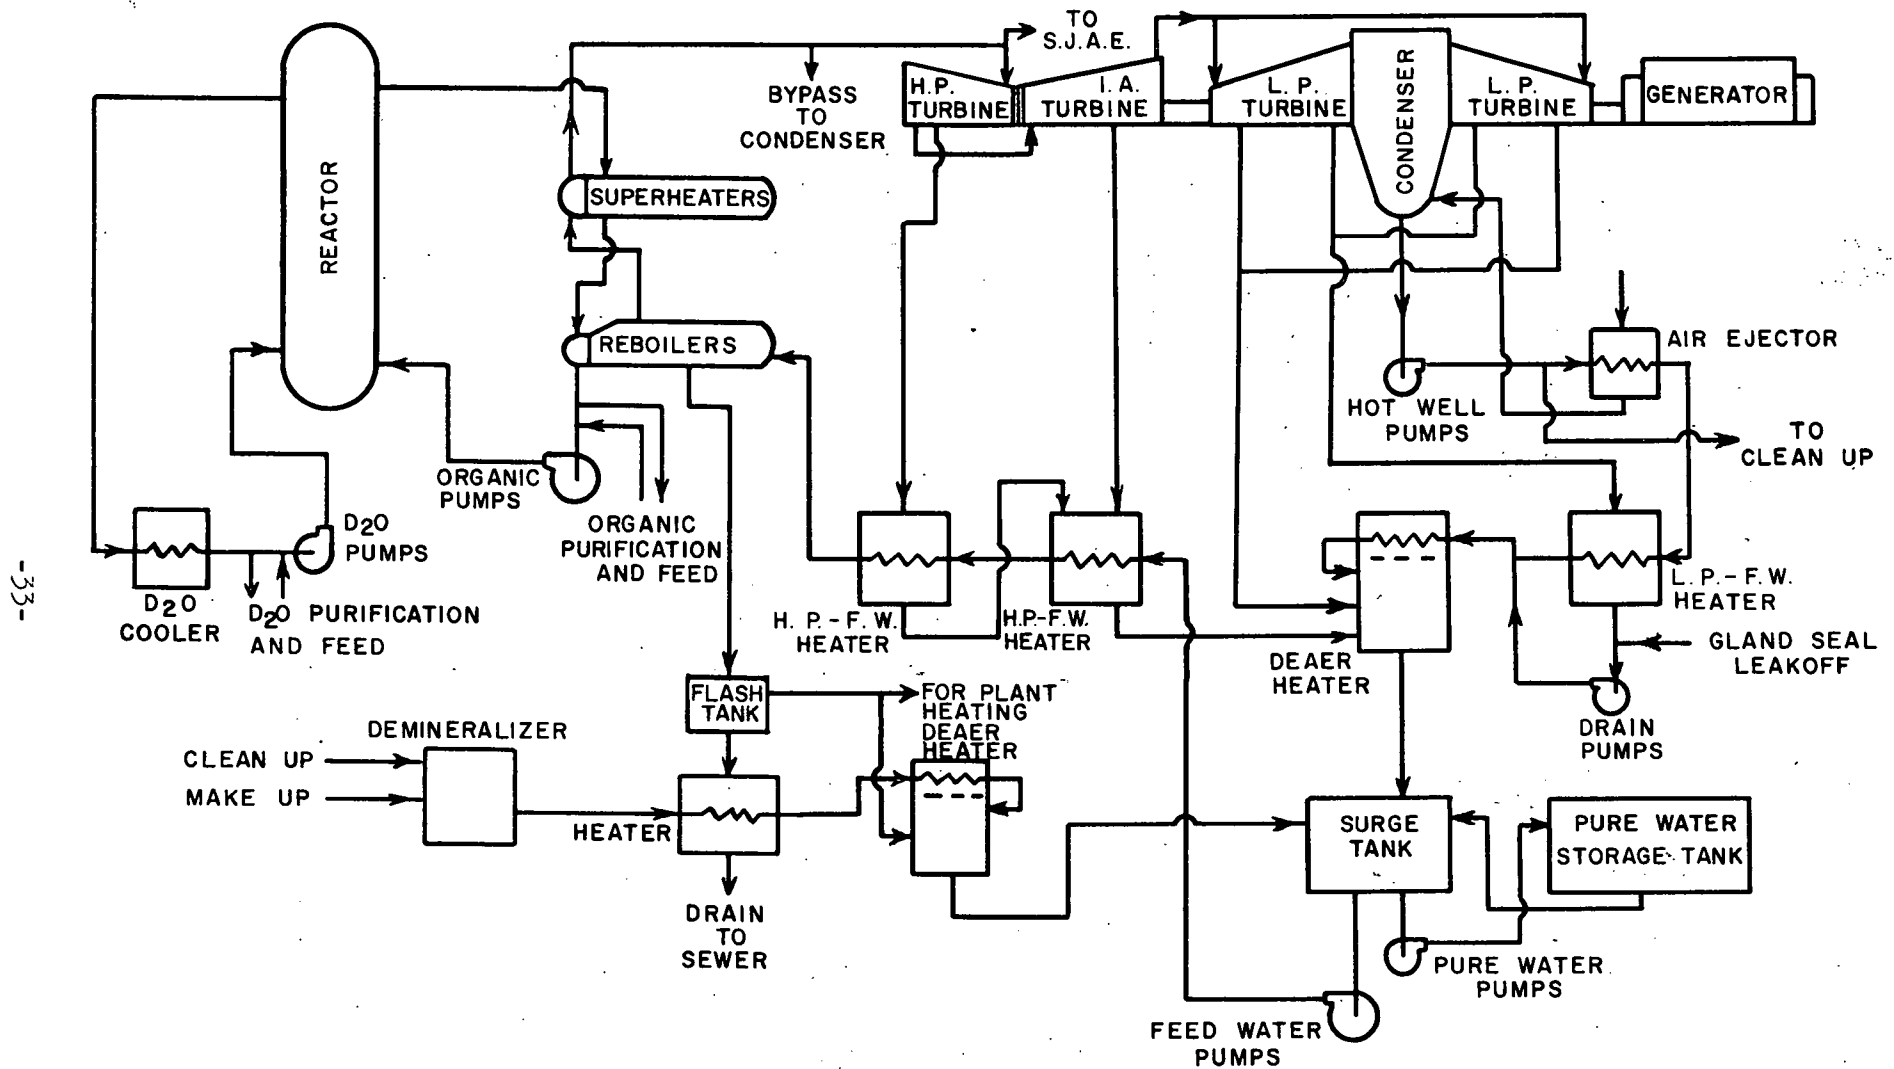 TO
S.J.A.E.
BYPASS
TO
CONDENSER
H.P.
TURBINE
I.A.
TURBINE
L.P.
TURBINE
CONDENSER
L.P.
TURBINE
GENERATOR
REACTOR
SUPERHEATERS
REBOILERS
AIR EJECTOR
HOT WELL
PUMPS
TO
CLEAN UP
ORGANIC
PUMPS
ORGANIC
PURIFICATION
AND FEED
D2O
PUMPS
D2O
COOLER
D2O PURIFICATION
AND FEED
H.P.-F.W.
HEATER
H.P-F.W.
HEATER
DEAER
HEATER
L.P.-F.W.
HEATER
GLAND SEAL
LEAKOFF
DRAIN
PUMPS
FLASH
TANK
FOR PLANT
HEATING
DEAER
HEATER
DEMINERALIZER
CLEAN UP
MAKE UP
HEATER
DRAIN
TO
SEWER
SURGE
TANK
PURE WATER
STORAGE TANK
PURE WATER
PUMPS
FEED WATER
PUMPS
-33-